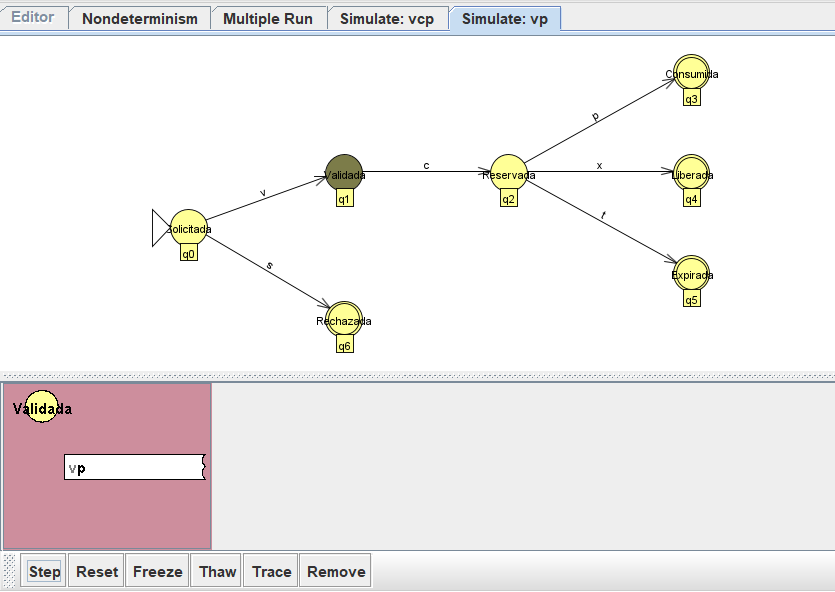 Editor Nondeterminism Multiple Run Simulate: vcp Simulate: vp
Consumida
q3
p
Validada c Reservada x Liberada
q1 q2 q4
v
t
Solicitada
q0
s
Expirada
q5
Rechazada
q6
Validada
vp
Step Reset Freeze Thaw Trace Remove